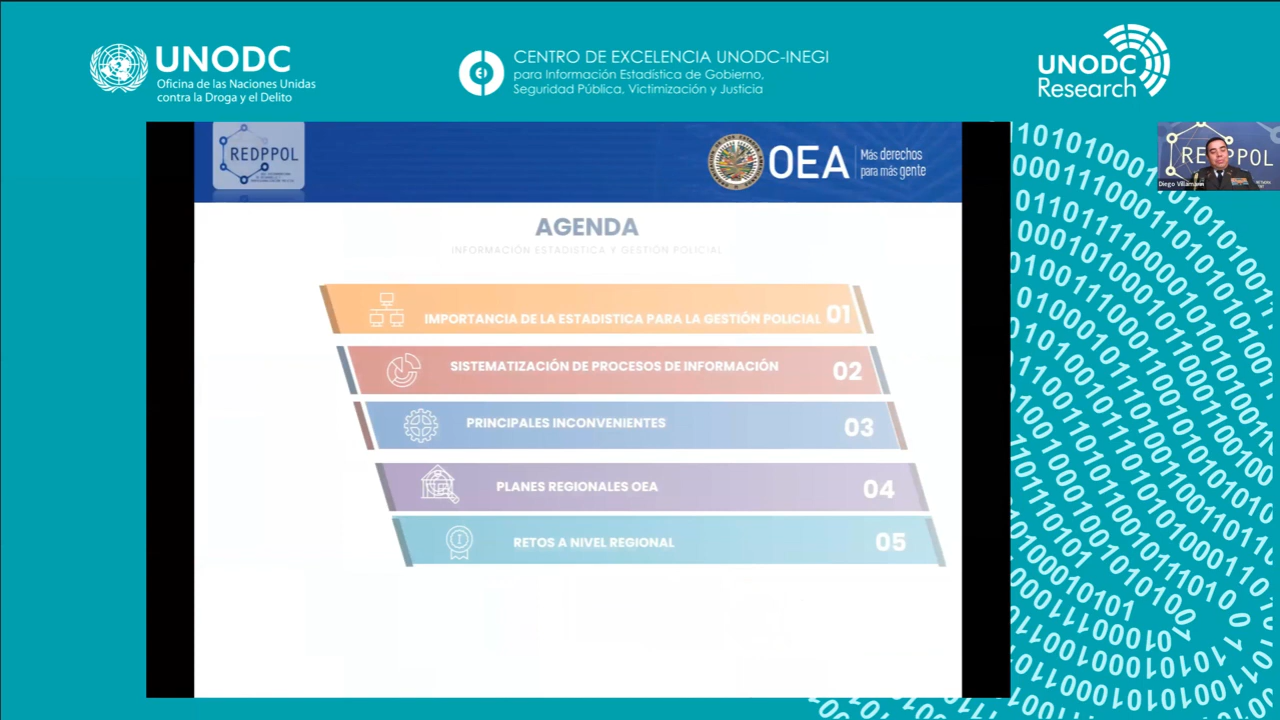 UNODC
Oficina de las Naciones Unidas
contra la Droga y el Delito
CENTRO DE EXCELENCIA UNODC-INEGI
para Información Estadística de Gobierno,
Seguridad Pública, Victimización y Justicia
UNODC
Research
REDPPOL
OEA
Más derechos
para más gente
REDPPOL
Diego Villamarin
AGENDA
INFORMACIÓN ESTADISTICA Y GESTIÓN POLICIAL
IMPORTANCIA DE LA ESTADISTICA PARA LA GESTIÓN POLICIAL 01
SISTEMATIZACIÓN DE PROCESOS DE INFORMACIÓN 02
PRINCIPALES INCONVENIENTES 03
PLANES REGIONALES OEA 04
RETOS A NIVEL REGIONAL 05